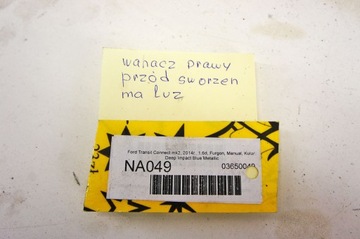 wahacz prawy
przód sworzeń
ma luz
Ford Transit Connect mk2, 2014r., 1.6d, Furgon, Manual, Kolor
Deep Impact Blue Metallic
NA049